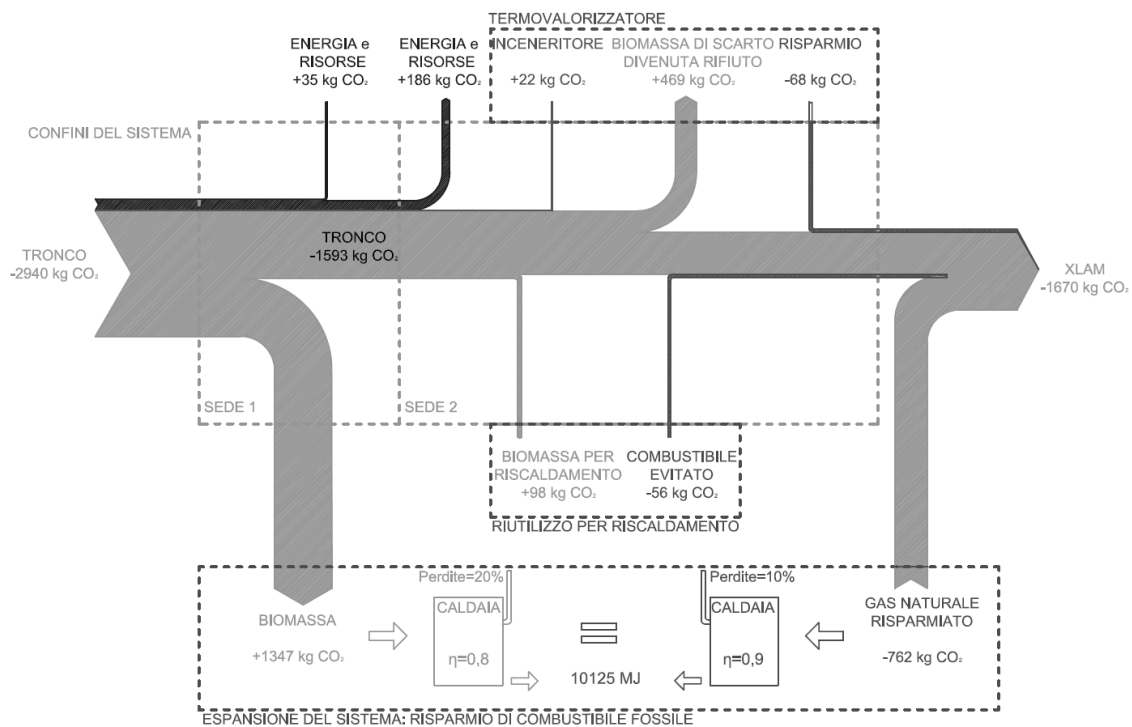 TERMOVALORIZZATORE
ENERGIA e
RISORSE
+35 kg CO₂
ENERGIA e
RISORSE
+186 kg CO₂
INCENERITORE
+22 kg CO₂
BIOMASSA DI SCARTO
DIVENUTA RIFIUTO
+469 kg CO₂
RISPARMIO
-68 kg CO₂
CONFINI DEL SISTEMA
TRONCO
-2940 kg CO₂
TRONCO
-1593 kg CO₂
XLAM
-1670 kg CO₂
SEDE 1
SEDE 2
BIOMASSA PER
RISCALDAMENTO
+98 kg CO₂
COMBUSTIBILE
EVITATO
-56 kg CO₂
RIUTILIZZO PER RISCALDAMENTO
BIOMASSA
+1347 kg CO₂
Perdite=20%
CALDAIA
η=0,8
10125 MJ
Perdite=10%
CALDAIA
η=0,9
GAS NATURALE
RISPARMIATO
-762 kg CO₂
ESPANSIONE DEL SISTEMA: RISPARMIO DI COMBUSTIBILE FOSSILE